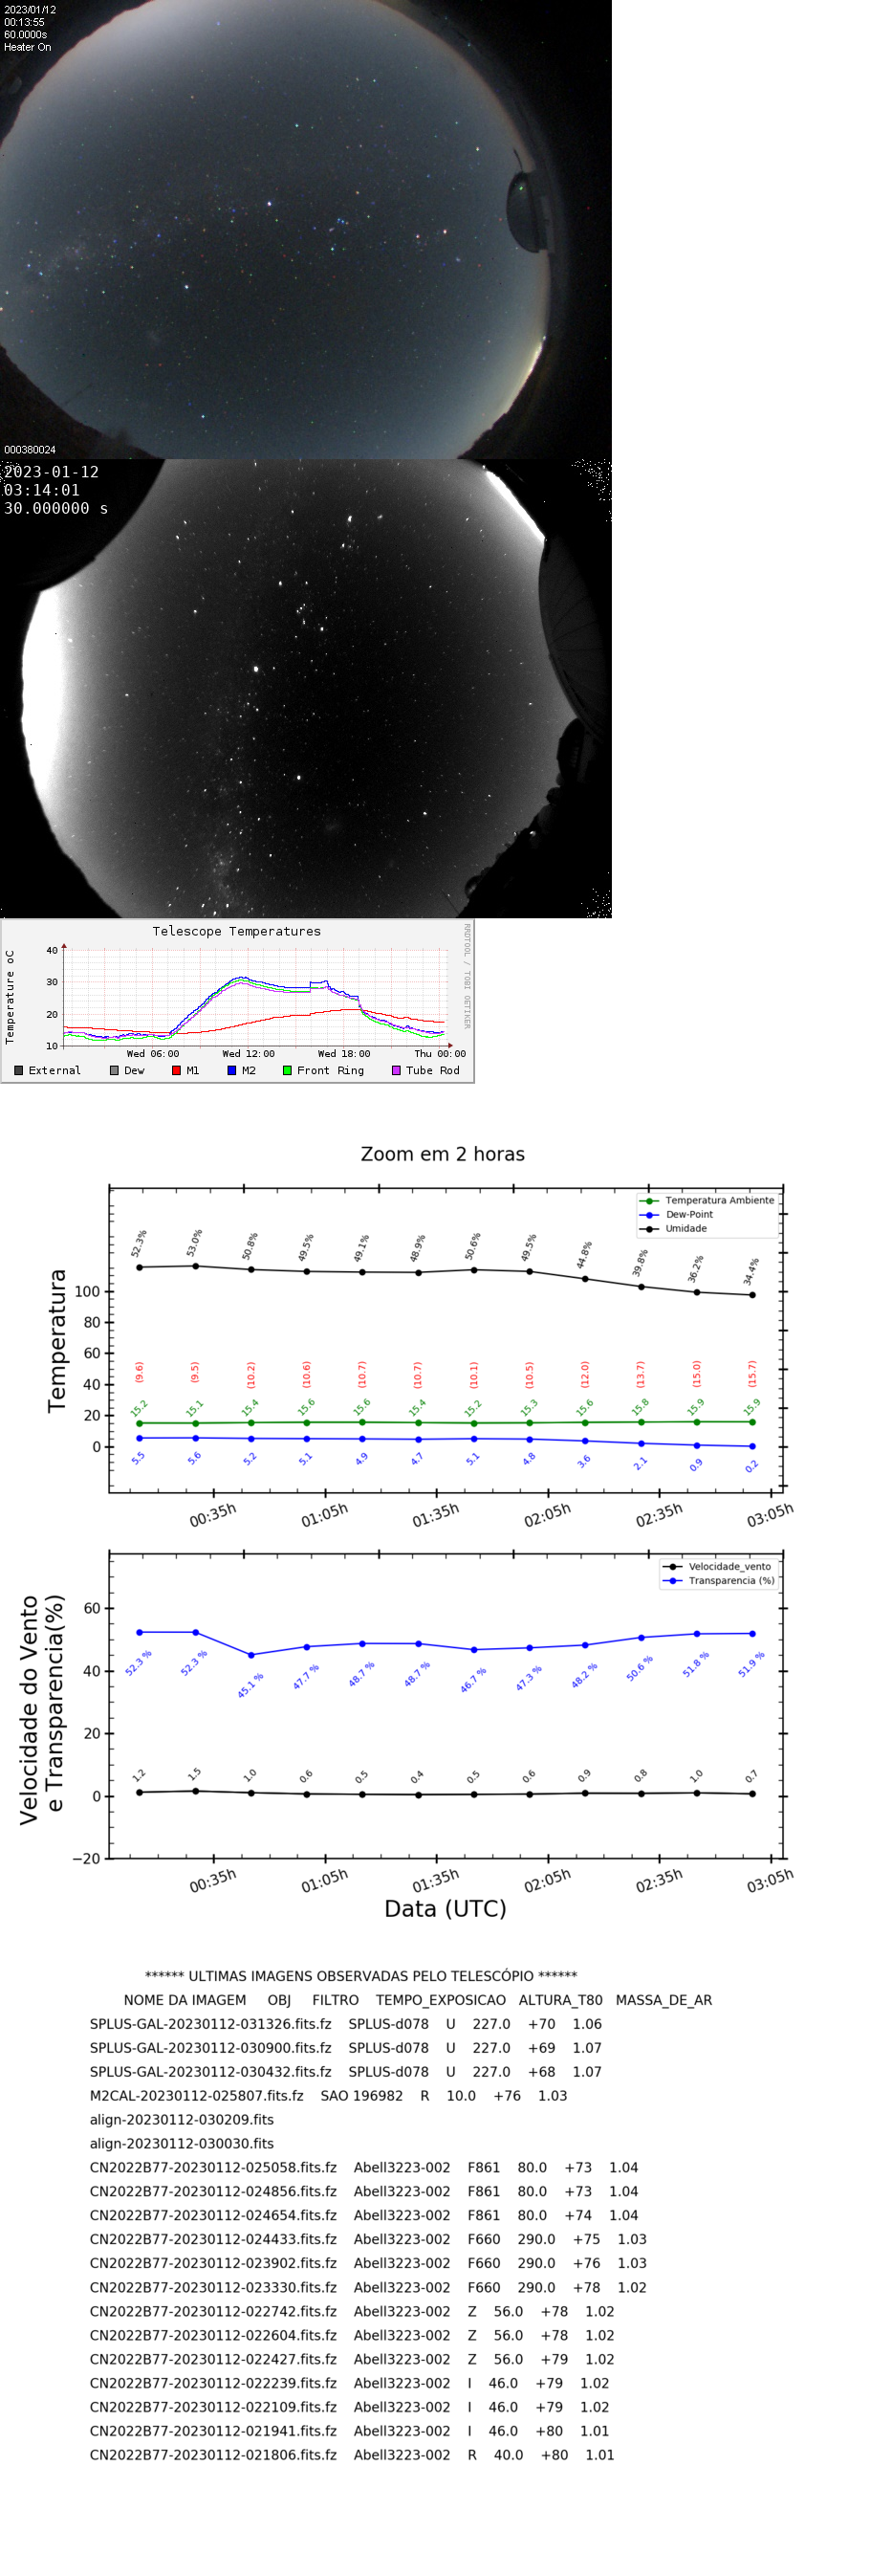 2023/01/12
00:13:55
60.0000s
Heater On
000380024
2023-01-12
03:14:01
30.000000 s
Telescope Temperatures
RRDTOOL / TOBI OETIKER
Temperature oC
40
30
20
10
Wed 06:00 Wed 12:00 Wed 18:00 Thu 00:00
External Dew M1 M2 Front Ring Tube Rod
Zoom em 2 horas
Temperatura Ambiente
Dew-Point
Umidade
52.3% 53.0% 50.8% 49.5% 49.1% 48.9% 50.6% 49.5% 44.8% 39.8% 36.2% 34.4%
Temperatura
100
80
60
40
20
0
(9.6) (9.5) (10.2) (10.6) (10.7) (10.7) (10.1) (10.5) (12.0) (13.7) (15.0) (15.7)
15.2 15.1 15.4 15.6 15.6 15.4 15.2 15.3 15.6 15.8 15.9 15.9
5.5 5.6 5.2 5.1 4.9 4.7 5.1 4.8 3.6 2.1 0.9 0.2
00:35h 01:05h 01:35h 02:05h 02:35h 03:05h
Velocidade_vento
Transparencia (%)
Velocidade do Vento
e Transparencia(%)
60
40
20
0
−20
52.3 % 52.3 % 45.1 % 47.7 % 48.7 % 48.7 % 46.7 % 47.3 % 48.2 % 50.6 % 51.8 % 51.9 %
1.2 1.5 1.0 0.6 0.5 0.4 0.5 0.6 0.9 0.8 1.0 0.7
00:35h 01:05h 01:35h 02:05h 02:35h 03:05h
Data (UTC)
****** ULTIMAS IMAGENS OBSERVADAS PELO TELESCÓPIO ******
NOME DA IMAGEM OBJ FILTRO TEMPO_EXPOSICAO ALTURA_T80 MASSA_DE_AR
SPLUS-GAL-20230112-031326.fits.fz SPLUS-d078 U 227.0 +70 1.06
SPLUS-GAL-20230112-030900.fits.fz SPLUS-d078 U 227.0 +69 1.07
SPLUS-GAL-20230112-030432.fits.fz SPLUS-d078 U 227.0 +68 1.07
M2CAL-20230112-025807.fits.fz SAO 196982 R 10.0 +76 1.03
align-20230112-030209.fits
align-20230112-030030.fits
CN2022B77-20230112-025058.fits.fz Abell3223-002 F861 80.0 +73 1.04
CN2022B77-20230112-024856.fits.fz Abell3223-002 F861 80.0 +73 1.04
CN2022B77-20230112-024654.fits.fz Abell3223-002 F861 80.0 +74 1.04
CN2022B77-20230112-024433.fits.fz Abell3223-002 F660 290.0 +75 1.03
CN2022B77-20230112-023902.fits.fz Abell3223-002 F660 290.0 +76 1.03
CN2022B77-20230112-023330.fits.fz Abell3223-002 F660 290.0 +78 1.02
CN2022B77-20230112-022742.fits.fz Abell3223-002 Z 56.0 +78 1.02
CN2022B77-20230112-022604.fits.fz Abell3223-002 Z 56.0 +78 1.02
CN2022B77-20230112-022427.fits.fz Abell3223-002 Z 56.0 +79 1.02
CN2022B77-20230112-022239.fits.fz Abell3223-002 I 46.0 +79 1.02
CN2022B77-20230112-022109.fits.fz Abell3223-002 I 46.0 +79 1.02
CN2022B77-20230112-021941.fits.fz Abell3223-002 I 46.0 +80 1.01
CN2022B77-20230112-021806.fits.fz Abell3223-002 R 40.0 +80 1.01